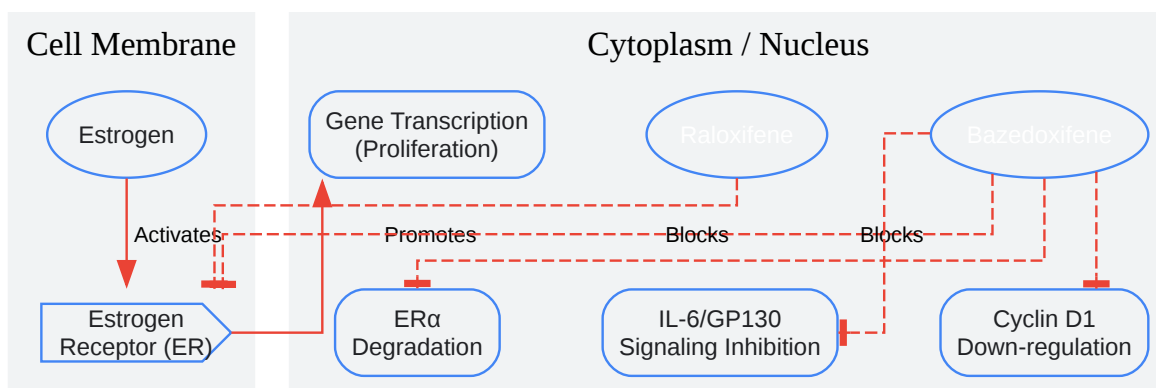 Cell Membrane
Cytoplasm / Nucleus
Estrogen
Gene Transcription
(Proliferation)
Raloxifene
Bazedoxifene
Activates
Promotes
Blocks
Blocks
Estrogen
Receptor (ER)
ERα
Degradation
IL-6/GP130
Signaling Inhibition
Cyclin D1
Down-regulation